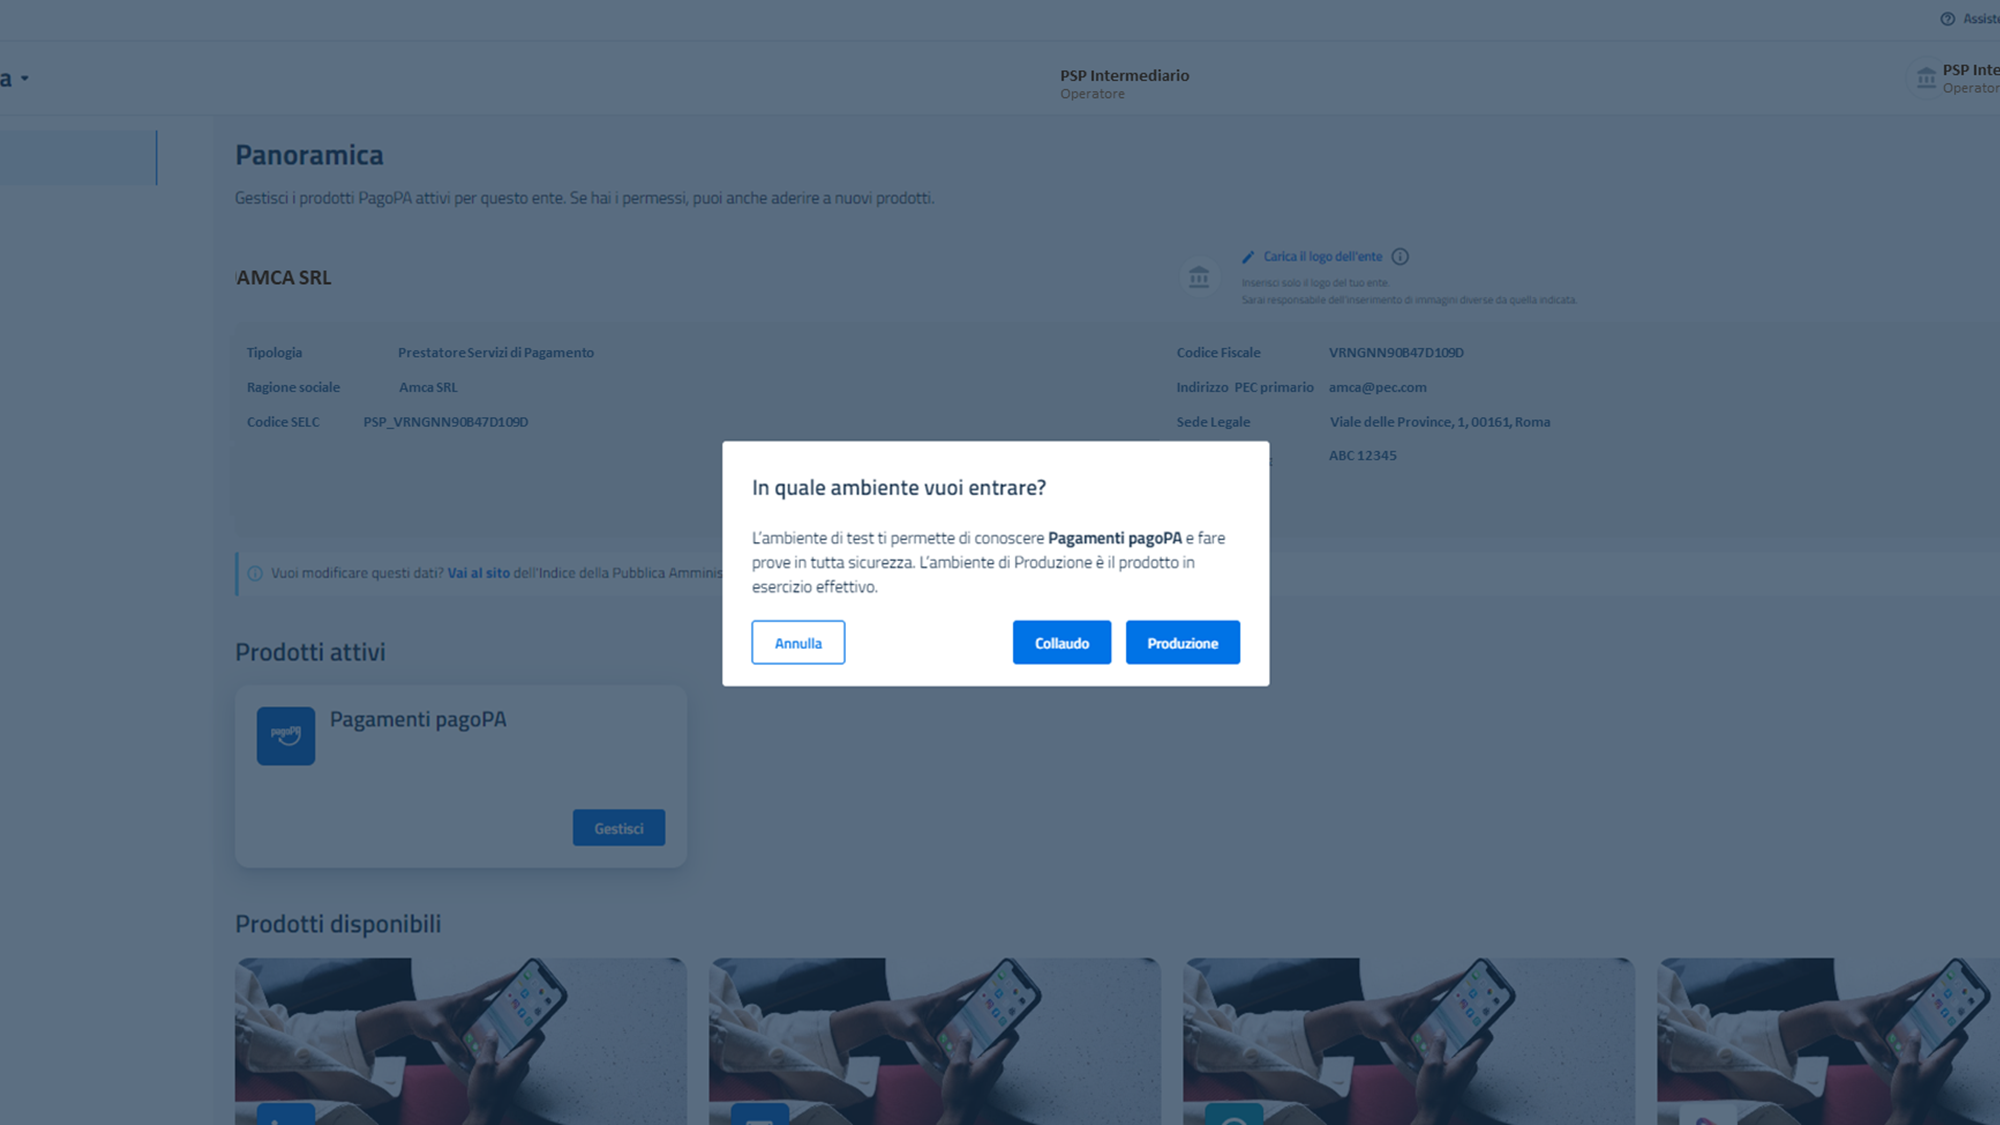 Assist
a
PSP Intermediario
Operatore
PSP Inte
Operator
Panoramica
Gestisci i prodotti PagoPA attivi per questo ente. Se hai i permessi, puoi anche aderire a nuovi prodotti.
AMCA SRL
Carica il logo dell'ente
Inserisci solo il logo del tuo ente.
Sarai responsabile dell'inserimento di immagini diverse da quella indicata.
Tipologia Prestatore Servizi di Pagamento
Codice Fiscale VRNGNN90B47D109D
Ragione sociale Amca SRL
Indirizzo PEC primario amca@pec.com
Codice SELC PSP_VRNGNN90B47D109D
Sede Legale Viale delle Province, 1, 00161, Roma
ABC 12345
In quale ambiente vuoi entrare?
L'ambiente di test ti permette di conoscere Pagamenti pagoPA e fare
prove in tutta sicurezza. L'ambiente di Produzione è il prodotto in
esercizio effettivo.
Annulla
Collaudo
Produzione
Vuoi modificare questi dati? Vai al sito dell'Indice della Pubblica Amminis
Prodotti attivi
pagoPA
Pagamenti pagoPA
Gestisci
Prodotti disponibili